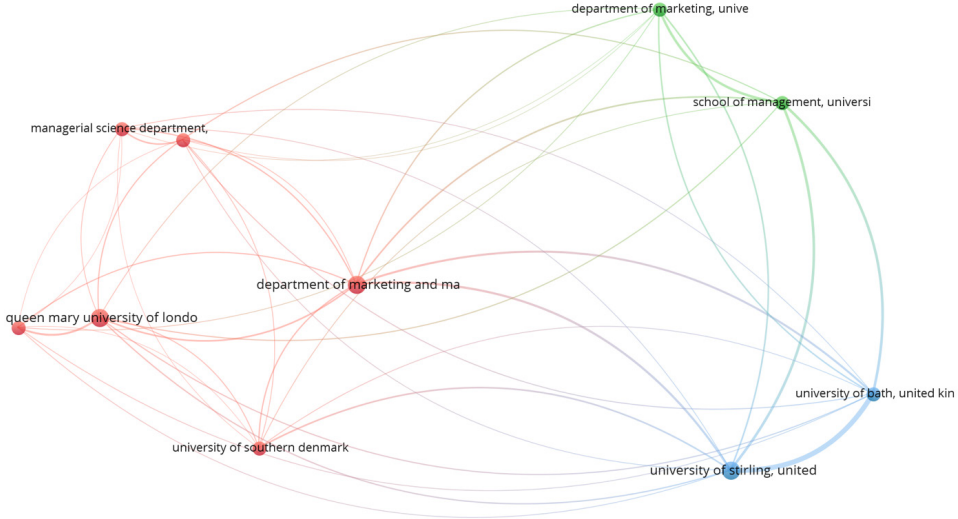 department of marketing, unive
school of management, universi
managerial science department,
department of marketing and ma
queen mary university of londo
university of bath, united kin
university of southern denmark
university of stirling, united